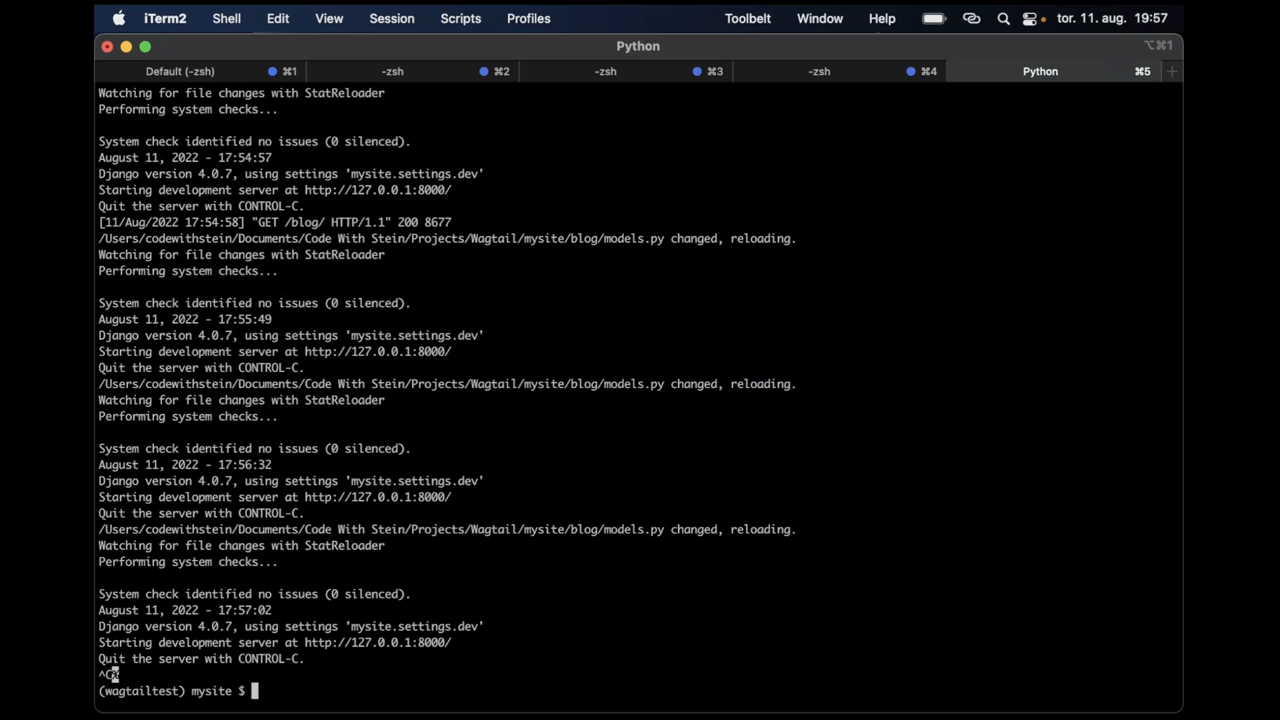 iTerm2 Shell Edit View Session Scripts Profiles Toolbelt Window Help tor. 11. aug. 19:57
Python ⌥⌘1
Default (-zsh) ⌘1 -zsh ⌘2 -zsh ⌘3 -zsh ⌘4 Python ⌘5 +
Watching for file changes with StatReloader
Performing system checks...
System check identified no issues (0 silenced).
August 11, 2022 - 17:54:57
Django version 4.0.7, using settings 'mysite.settings.dev'
Starting development server at http://127.0.0.1:8000/
Quit the server with CONTROL-C.
[11/Aug/2022 17:54:58] "GET /blog/ HTTP/1.1" 200 8677
/Users/codewithstein/Documents/Code With Stein/Projects/Wagtail/mysite/blog/models.py changed, reloading.
Watching for file changes with StatReloader
Performing system checks...
System check identified no issues (0 silenced).
August 11, 2022 - 17:55:49
Django version 4.0.7, using settings 'mysite.settings.dev'
Starting development server at http://127.0.0.1:8000/
Quit the server with CONTROL-C.
/Users/codewithstein/Documents/Code With Stein/Projects/Wagtail/mysite/blog/models.py changed, reloading.
Watching for file changes with StatReloader
Performing system checks...
System check identified no issues (0 silenced).
August 11, 2022 - 17:56:32
Django version 4.0.7, using settings 'mysite.settings.dev'
Starting development server at http://127.0.0.1:8000/
Quit the server with CONTROL-C.
/Users/codewithstein/Documents/Code With Stein/Projects/Wagtail/mysite/blog/models.py changed, reloading.
Watching for file changes with StatReloader
Performing system checks...
System check identified no issues (0 silenced).
August 11, 2022 - 17:57:02
Django version 4.0.7, using settings 'mysite.settings.dev'
Starting development server at http://127.0.0.1:8000/
Quit the server with CONTROL-C.
^C%
(wagtailtest) mysite $